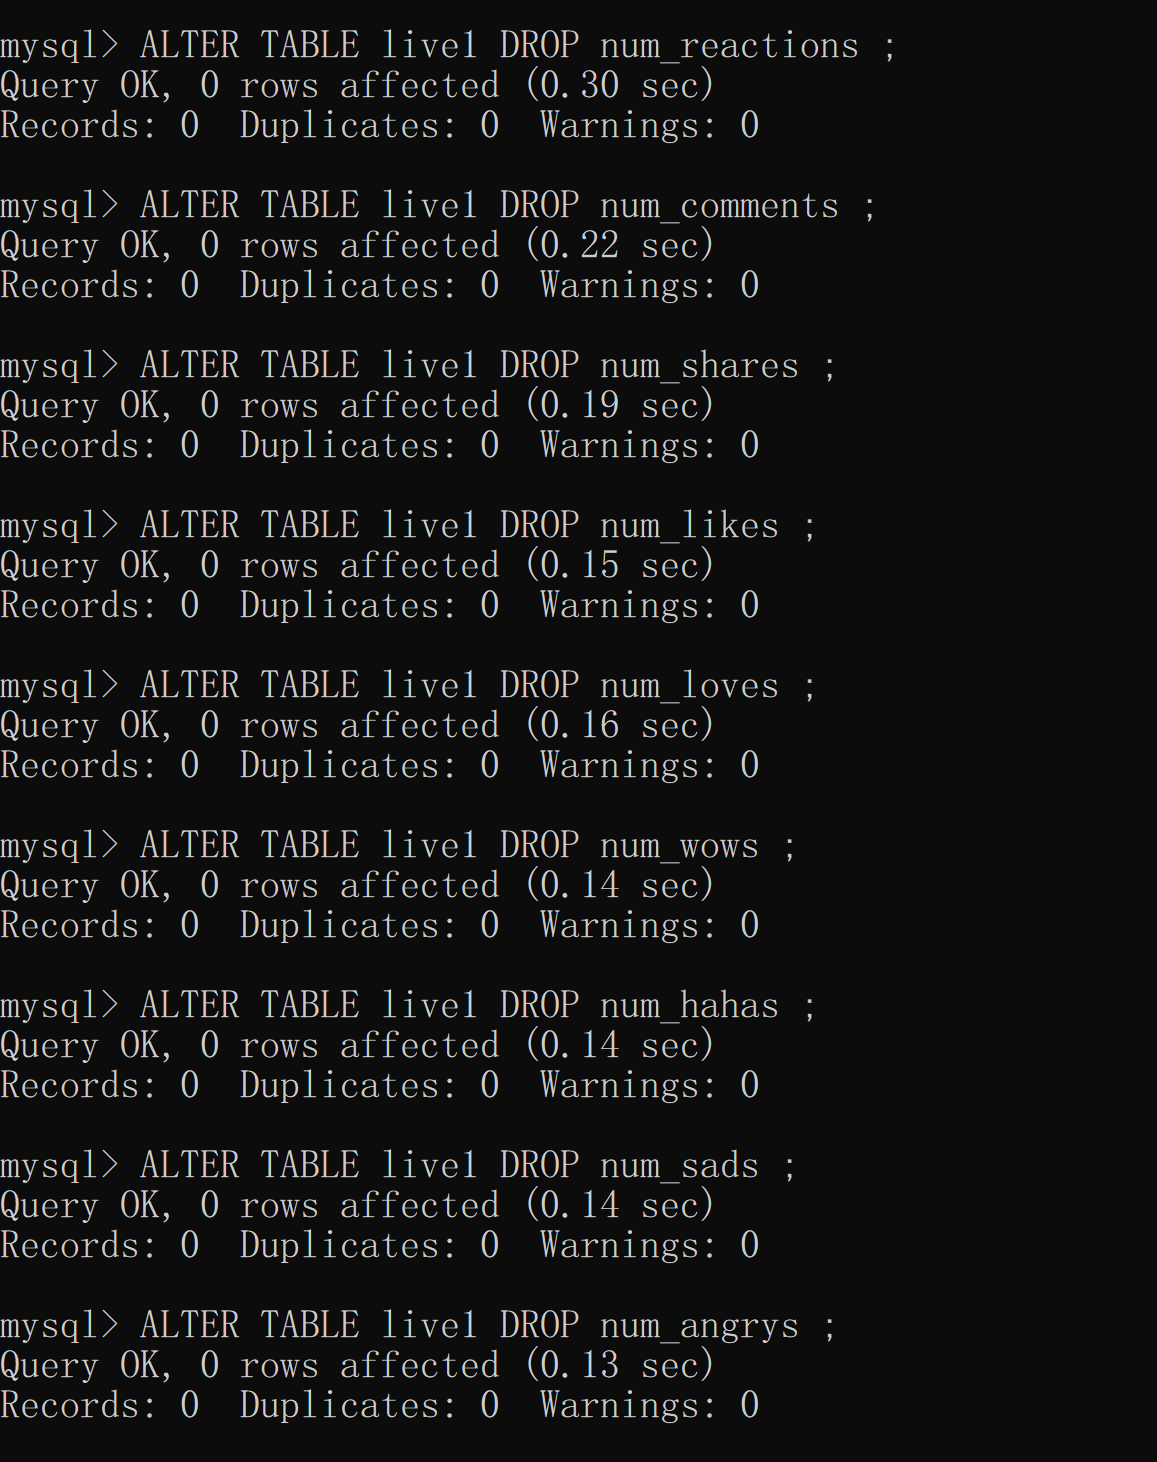 mysql> ALTER TABLE live1 DROP num_reactions ;
Query OK, 0 rows affected (0.30 sec)
Records: 0  Duplicates: 0  Warnings: 0
mysql> ALTER TABLE live1 DROP num_comments ;
Query OK, 0 rows affected (0.22 sec)
Records: 0  Duplicates: 0  Warnings: 0
mysql> ALTER TABLE live1 DROP num_shares ;
Query OK, 0 rows affected (0.19 sec)
Records: 0  Duplicates: 0  Warnings: 0
mysql> ALTER TABLE live1 DROP num_likes ;
Query OK, 0 rows affected (0.15 sec)
Records: 0  Duplicates: 0  Warnings: 0
mysql> ALTER TABLE live1 DROP num_loves ;
Query OK, 0 rows affected (0.16 sec)
Records: 0  Duplicates: 0  Warnings: 0
mysql> ALTER TABLE live1 DROP num_wows ;
Query OK, 0 rows affected (0.14 sec)
Records: 0  Duplicates: 0  Warnings: 0
mysql> ALTER TABLE live1 DROP num_hahas ;
Query OK, 0 rows affected (0.14 sec)
Records: 0  Duplicates: 0  Warnings: 0
mysql> ALTER TABLE live1 DROP num_sads ;
Query OK, 0 rows affected (0.14 sec)
Records: 0  Duplicates: 0  Warnings: 0
mysql> ALTER TABLE live1 DROP num_angrys ;
Query OK, 0 rows affected (0.13 sec)
Records: 0  Duplicates: 0  Warnings: 0